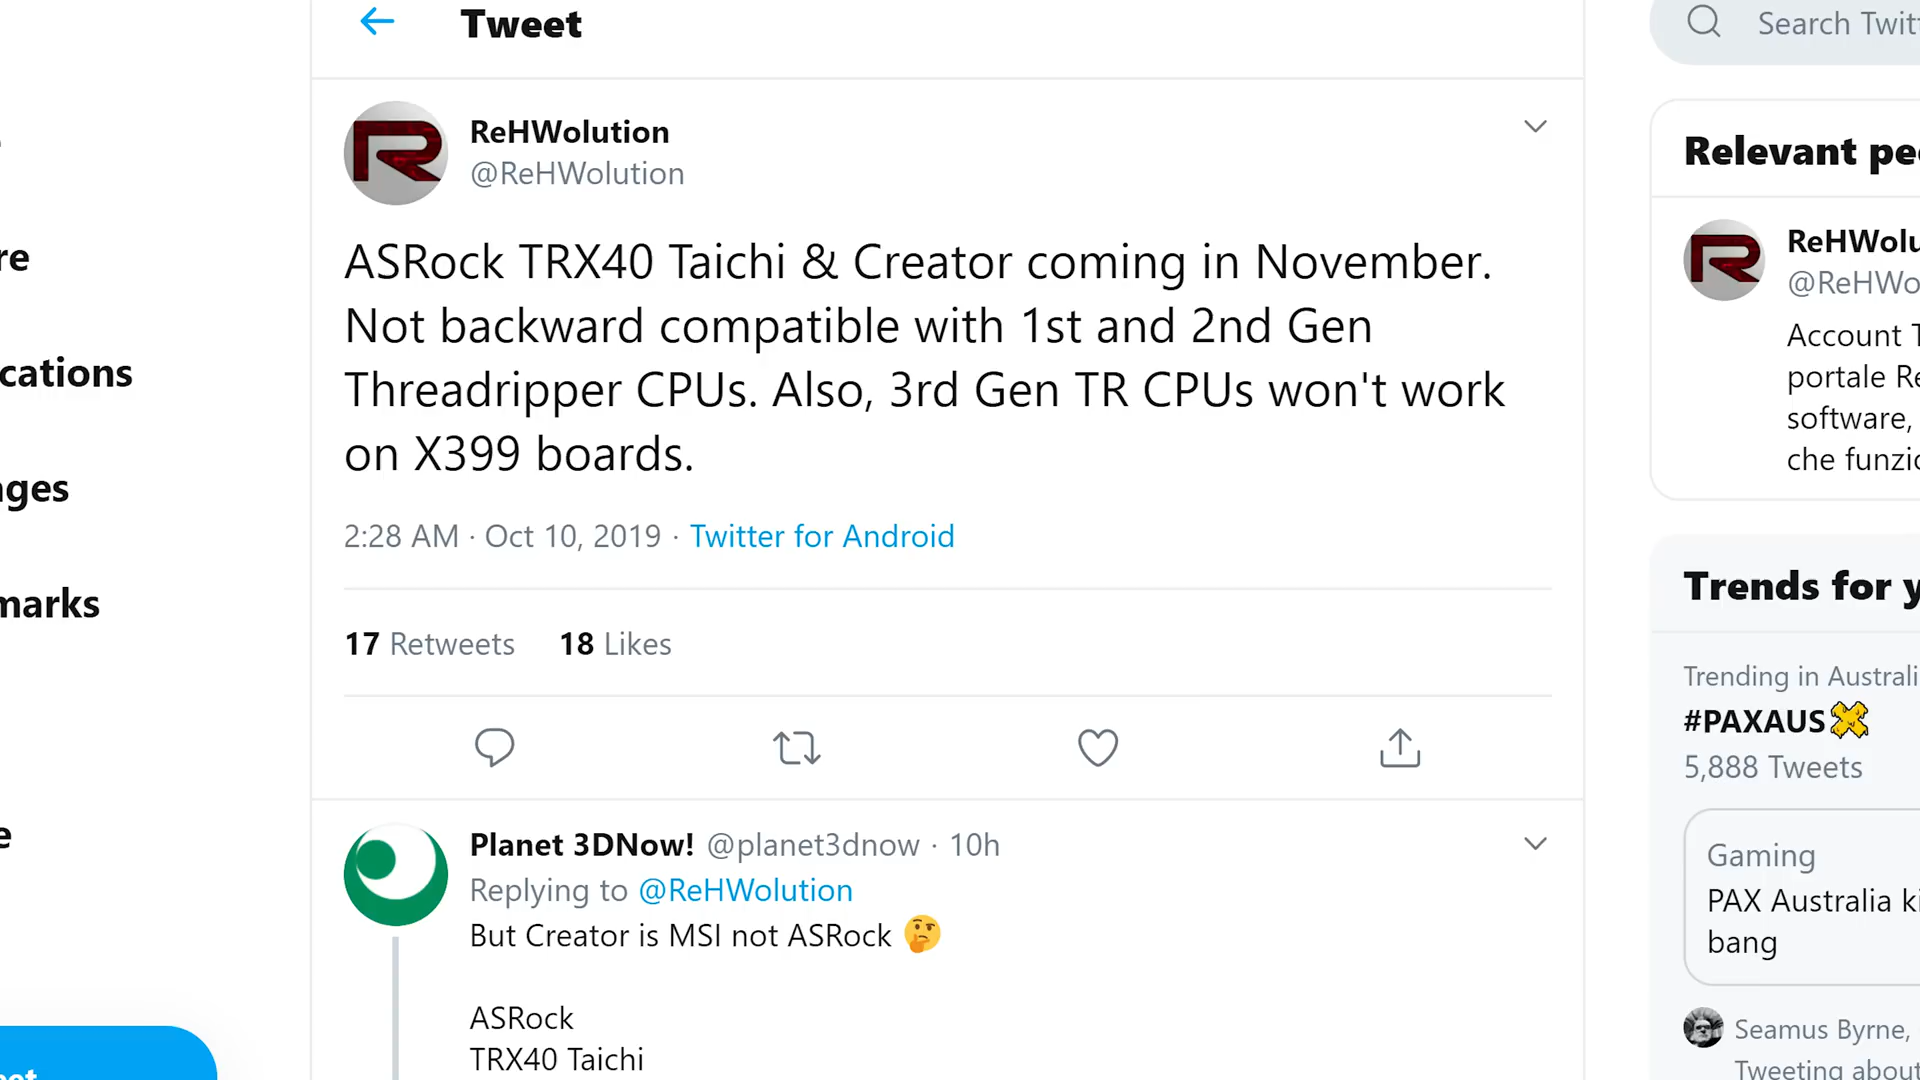 Tweet
Search Twit
ReHWolution
@ReHWolution
ASRock TRX40 Taichi & Creator coming in November.
Not backward compatible with 1st and 2nd Gen
Threadripper CPUs. Also, 3rd Gen TR CPUs won't work
on X399 boards.
2:28 AM · Oct 10, 2019 · Twitter for Android
17 Retweets 18 Likes
Planet 3DNow! @planet3dnow · 10h
Replying to @ReHWolution
But Creator is MSI not ASRock 🤔
ASRock
TRX40 Taichi
re
cations
ages
marks
e
Relevant pe
ReHWolu
@ReHWo
Account T
portale Re
software,
che funzio
Trends for y
Trending in Australi
#PAXAUS
5,888 Tweets
Gaming
PAX Australia ki
bang
Seamus Byrne,
Tweeting about